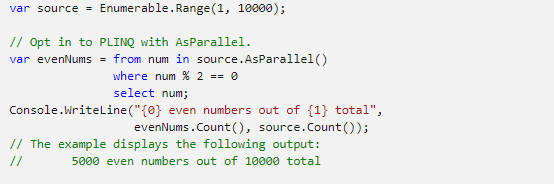 var source = Enumerable.Range(1, 10000);
// Opt in to PLINQ with AsParallel.
var evenNums = from num in source.AsParallel()
               where num % 2 == 0
               select num;
Console.WriteLine("{0} even numbers out of {1} total",
                  evenNums.Count(), source.Count());
// The example displays the following output:
//       5000 even numbers out of 10000 total